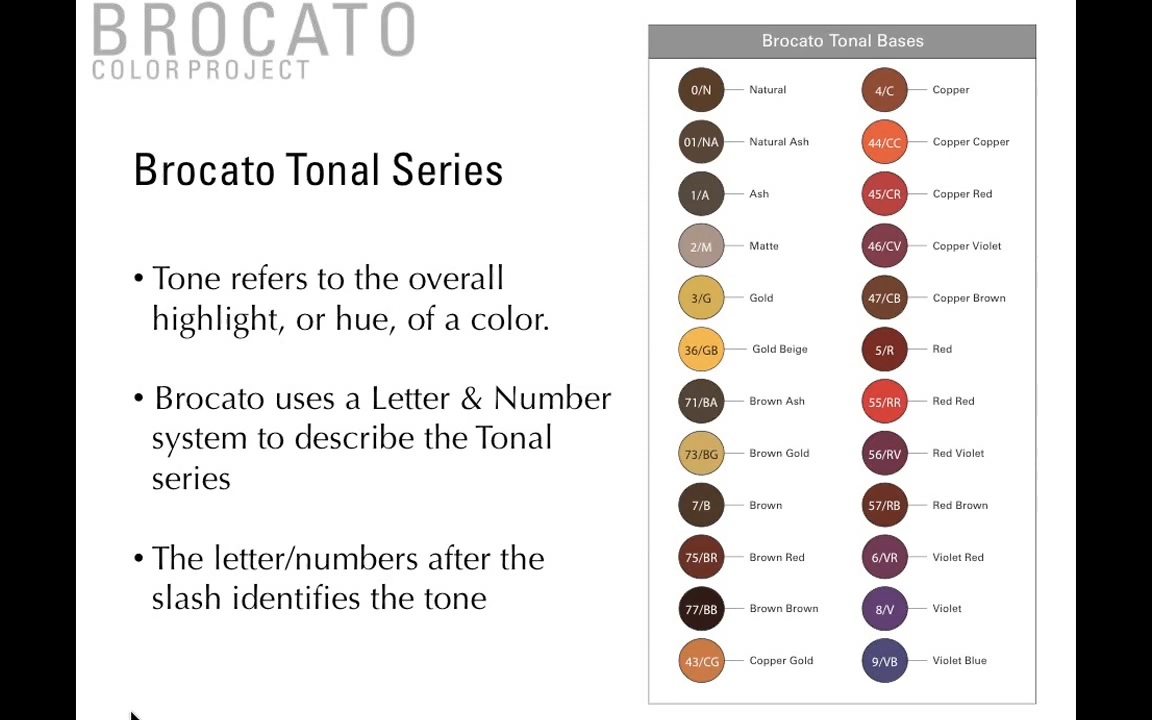 BROCATO
COLOR PROJECT
Brocato Tonal Series
• Tone refers to the overall
highlight, or hue, of a color.
• Brocato uses a Letter & Number
system to describe the Tonal
series
• The letter/numbers after the
slash identifies the tone
Brocato Tonal Bases
0/N Natural
01/NA Natural Ash
1/A Ash
2/M Matte
3/G Gold
36/GB Gold Beige
71/BA Brown Ash
73/BG Brown Gold
7/B Brown
75/BR Brown Red
77/BB Brown Brown
43/CG Copper Gold
4/C Copper
44/CC Copper Copper
45/CR Copper Red
46/CV Copper Violet
47/CB Copper Brown
5/R Red
55/RR Red Red
56/RV Red Violet
57/RB Red Brown
6/VR Violet Red
8/V Violet
9/VB Violet Blue